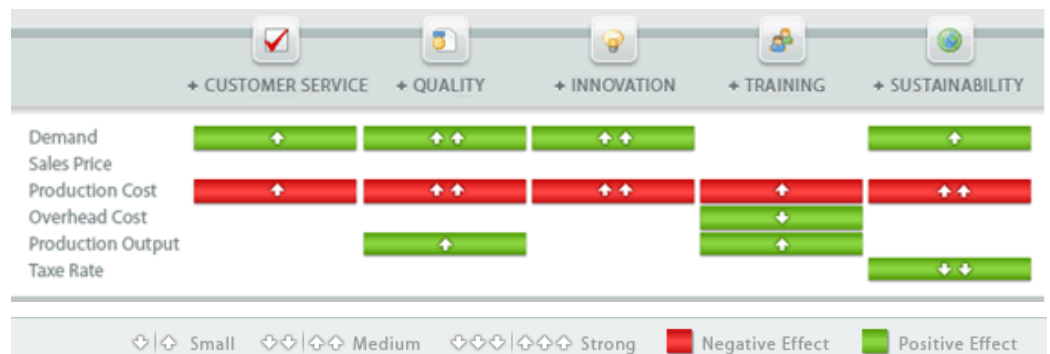 + CUSTOMER SERVICE + QUALITY + INNOVATION + TRAINING + SUSTAINABILITY
Demand
Sales Price
Production Cost
Overhead Cost
Production Output
Taxe Rate
Small Medium Strong Negative Effect Positive Effect